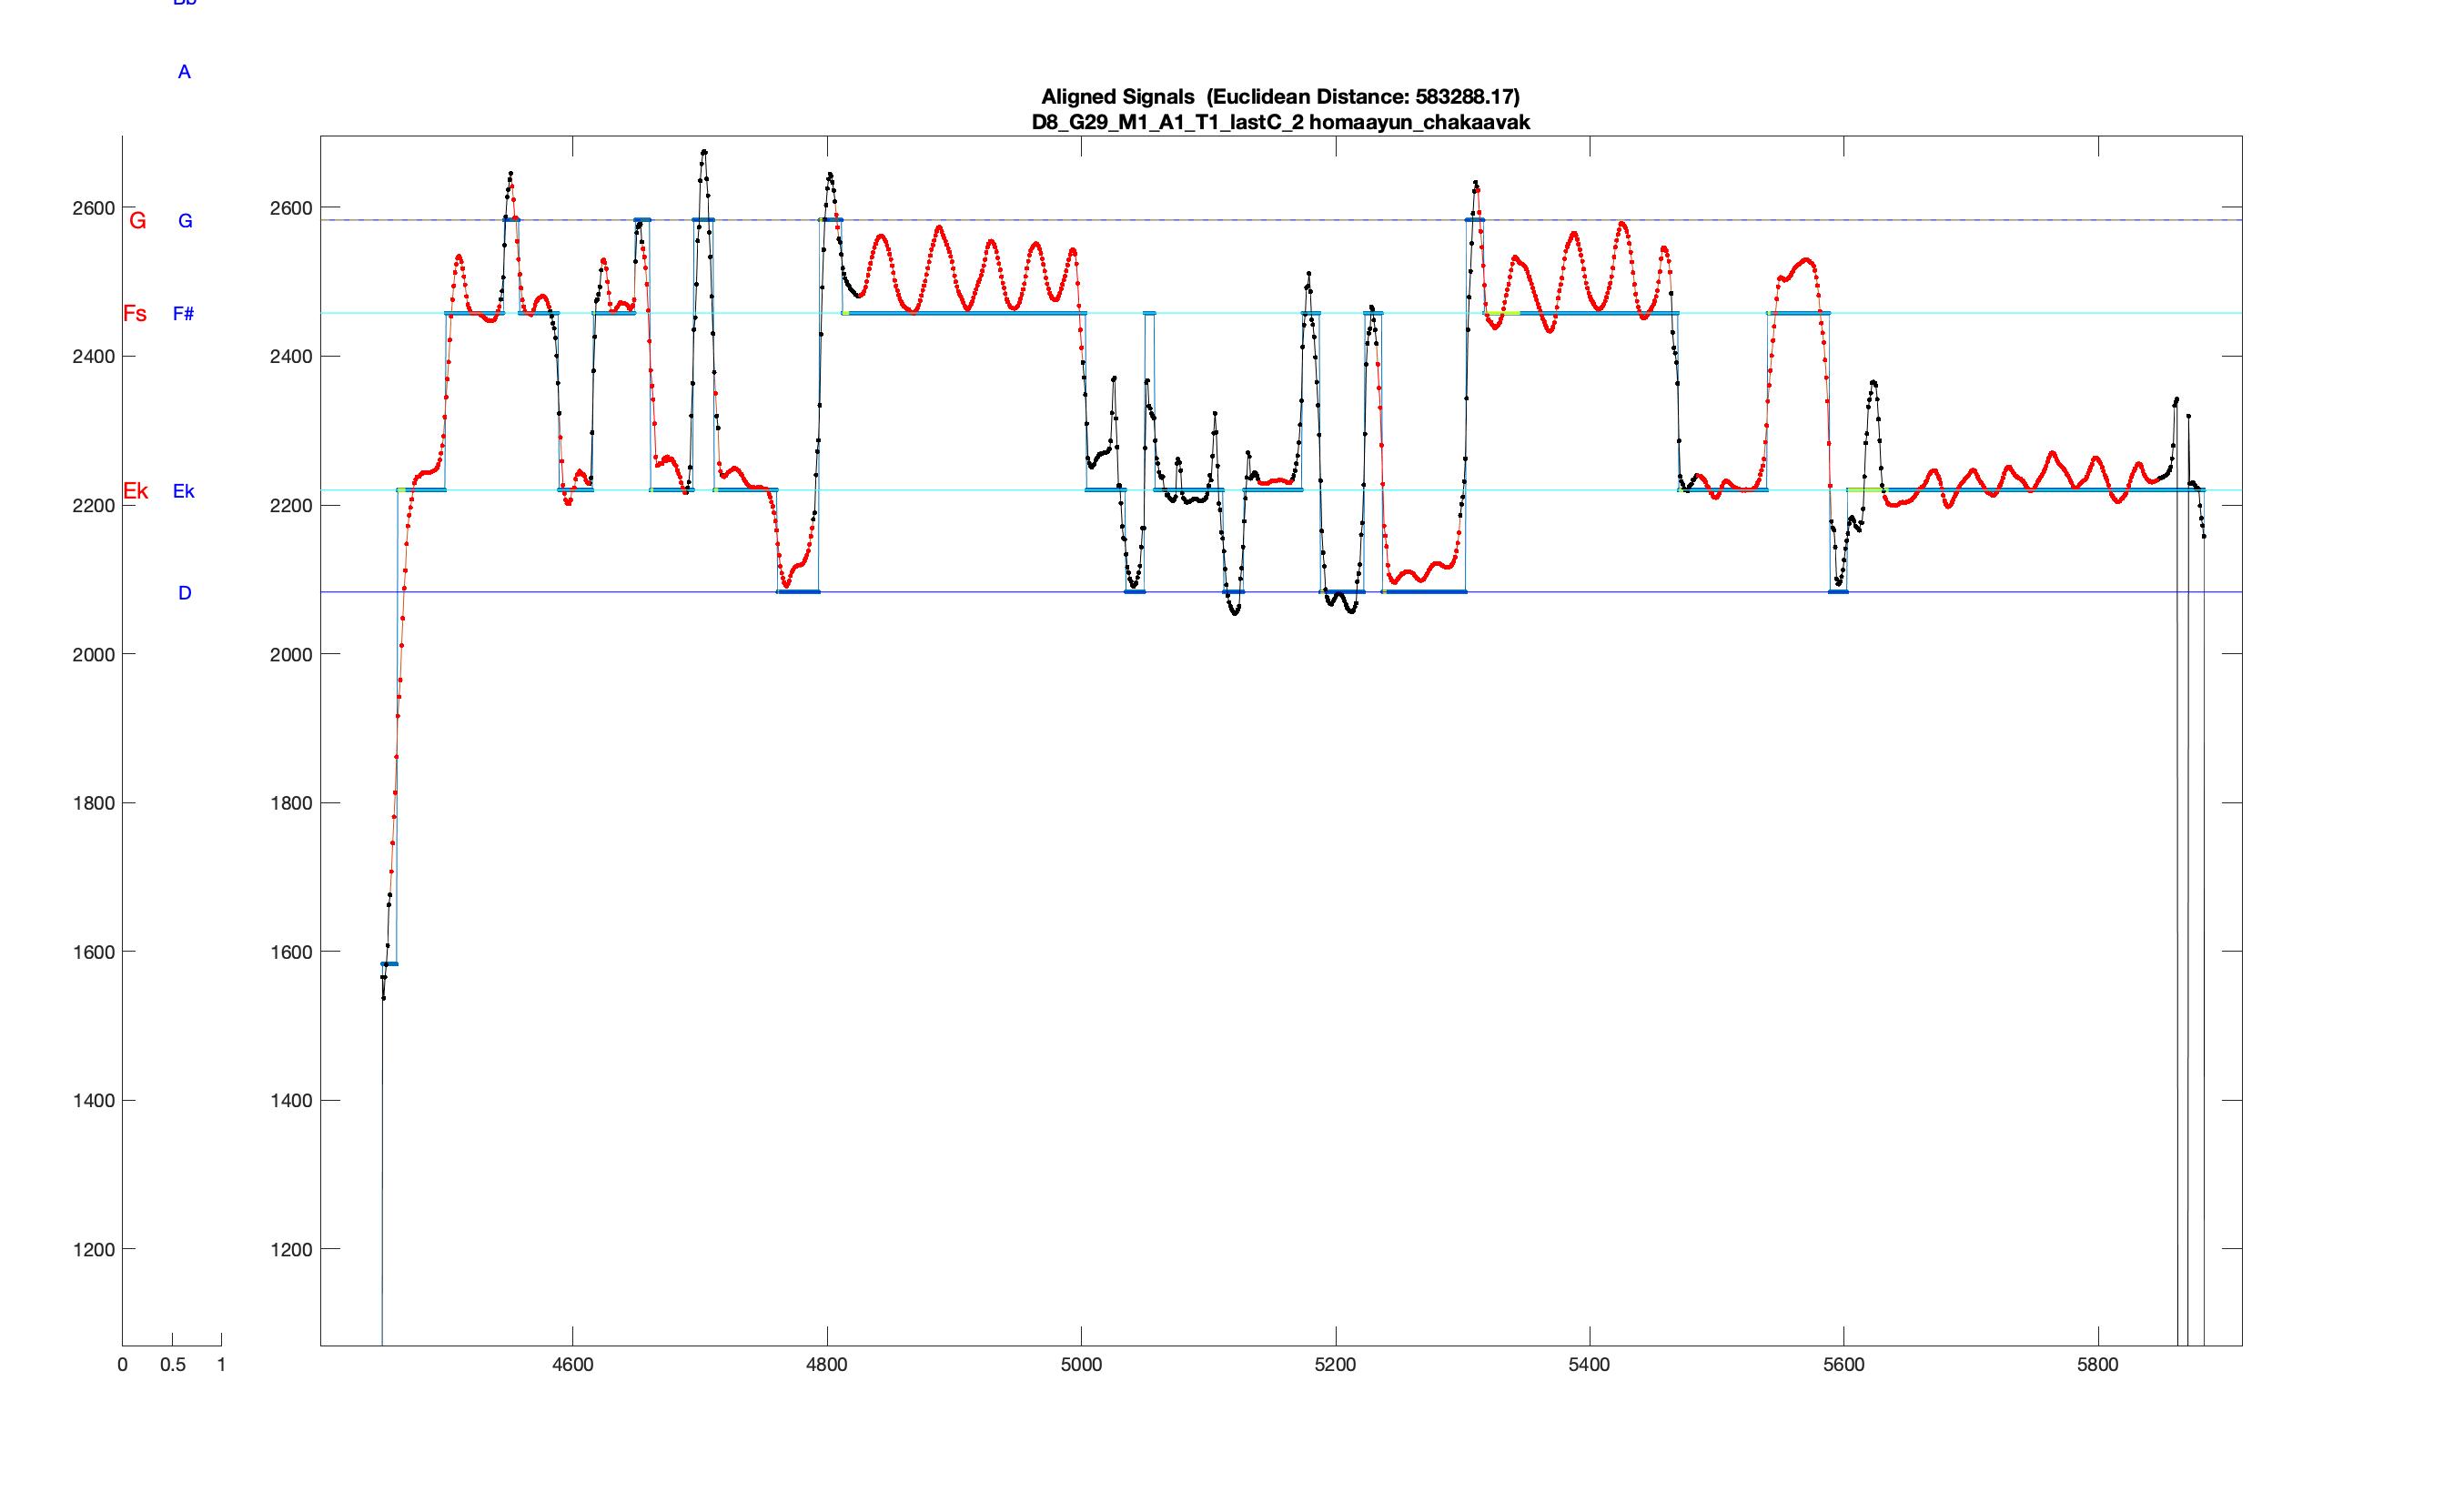 Bb
A
Aligned Signals (Euclidean Distance: 583288.17)
D8_G29_M1_A1_T1_lastC_2 homaayun_chakaavak
2600 G G 2600
Fs F#
2400 2400
Ek Ek
2200 2200
D
2000 2000
1800 1800
1600 1600
1400 1400
1200 1200
0 0.5 1 4600 4800 5000 5200 5400 5600 5800